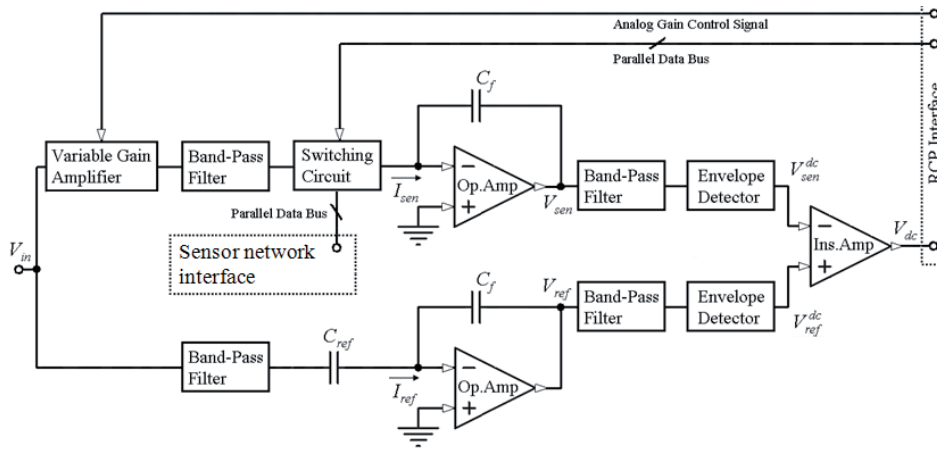 Analog Gain Control Signal
Parallel Data Bus
C_f
Variable Gain
Amplifier
Band-Pass
Filter
Switching
Circuit
I_sen
Op.Amp
V_sen
Band-Pass
Filter
Envelope
Detector
V_sen^dc
Parallel Data Bus
Sensor network
interface
V_in
Ins.Amp
V_dc
RCP Interface
C_f
V_ref
Band-Pass
Filter
Envelope
Detector
V_ref^dc
Band-Pass
Filter
C_ref
I_ref
Op.Amp